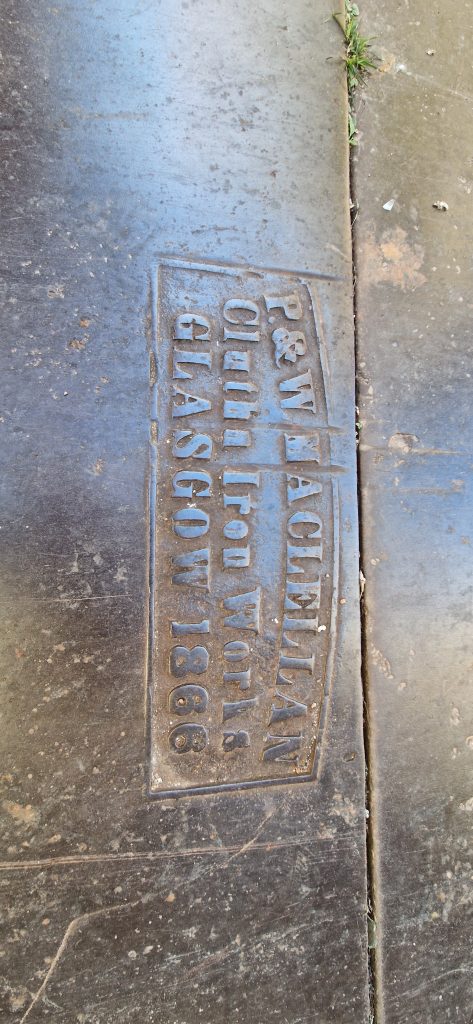 P. & W. MACLELLAN
Clutha Iron Works
GLASGOW 1866